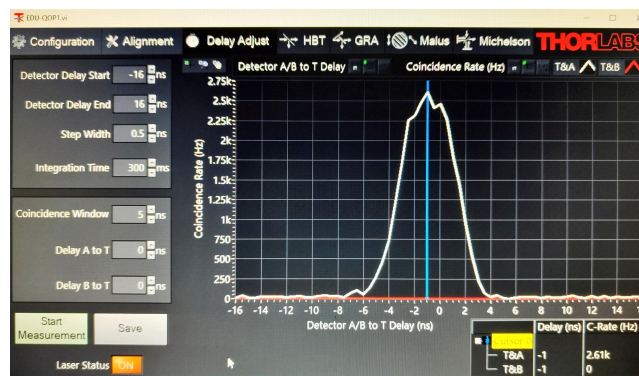 EDU-QOP1.vi
Configuration Alignment Delay Adjust HBT GRA Malus Michelson THORLABS
Detector A/B to T Delay Coincidence Rate (Hz) T&A T&B
Detector Delay Start -16 ns
Detector Delay End 16 ns
Step Width 0.5 ns
Integration Time 300 ms
Coincidence Window 5 ns
Delay A to T 0 ns
Delay B to T 0 ns
Start Measurement Save
Laser Status ON
Coincidence Rate (Hz)
2.75k
2.5k
2.25k
2k
1.75k
1.5k
1.25k
1k
750
500
250
0
-16 -14 -12 -10 -8 -6 -4 -2 0 2 4 6 8 10 12 14
Detector A/B to T Delay (ns)
Delay (ns) C-Rate (Hz)
Cursor 0
T&A -1 2.61k
T&B -1 0